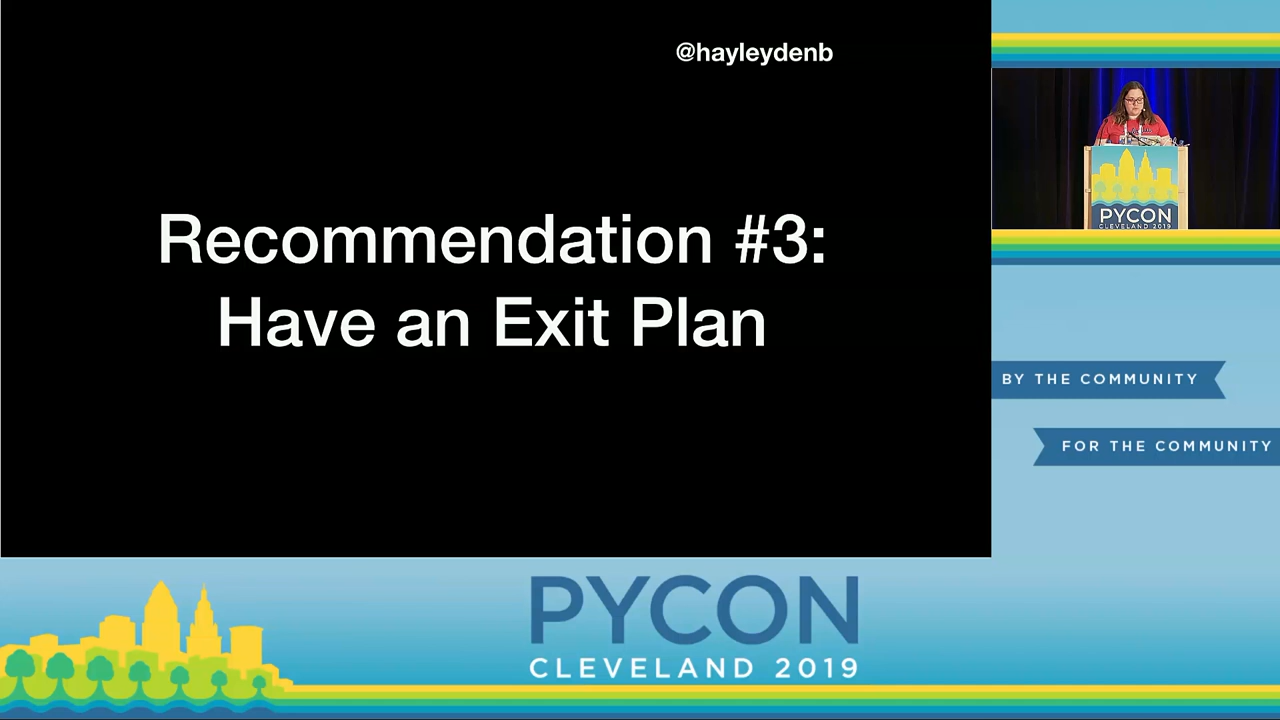 @hayleydenb
Recommendation #3:
Have an Exit Plan
PYCON
CLEVELAND 2019
BY THE COMMUNITY
FOR THE COMMUNITY
PYCON
CLEVELAND 2019